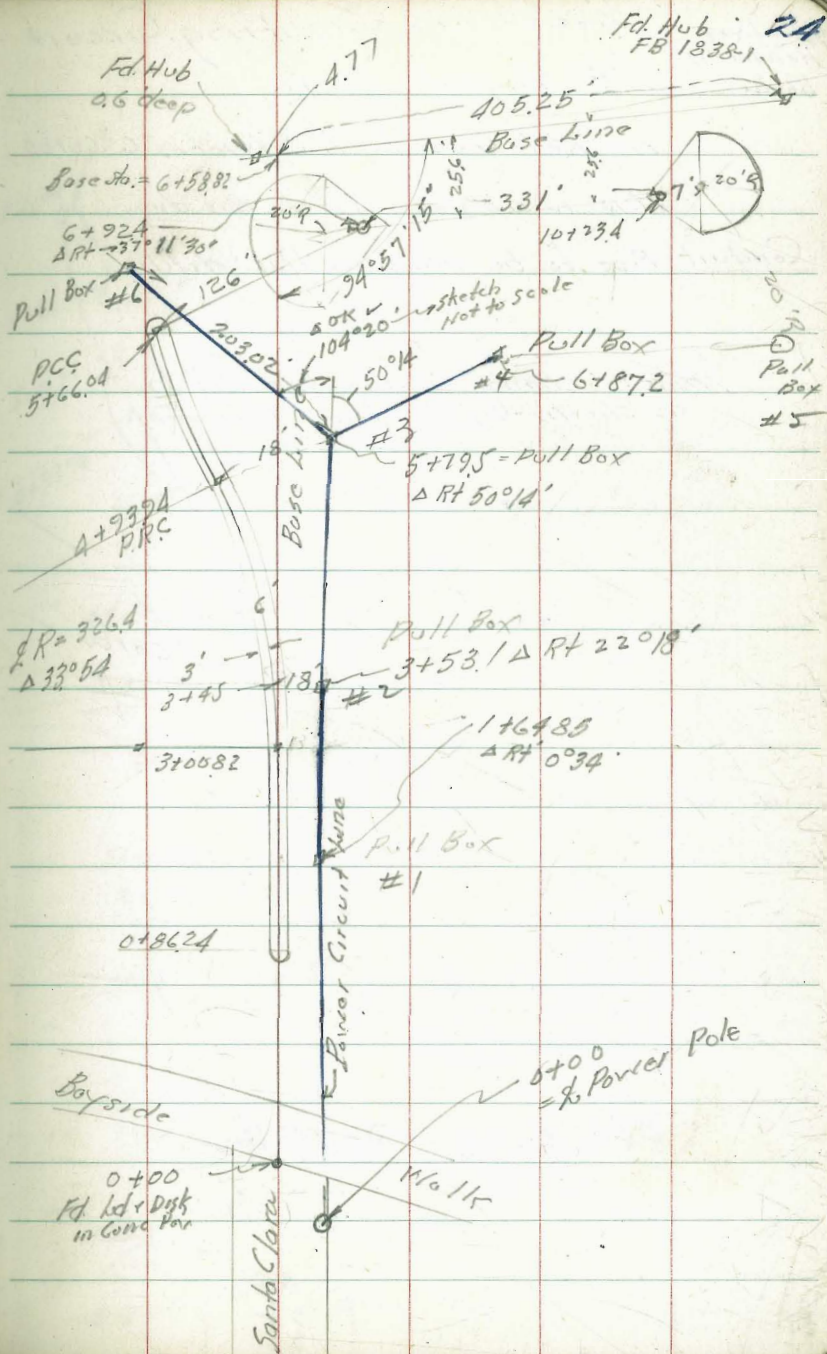 24
Fd. Hub
FB 1838-1
Fd. Hub
0.6' deep
4.77
405.25'
Base Line
Base Sta. = 6+58.82
25.6
25.6
20'R
331'
7'
20'R
10+23.4
6+92.4
Δ Rt 37°11'30"
94°57'15"
Pull Box
#6
126'
Δ OK ✓
104°20'
Sketch
Not to scale
203.02'
50°14'
Pull Box
#4
6+87.2
20'R
Pull
Box
#5
P.C.C.
5+66.04
#3
18'
5+79.5 = Pull Box
Δ Rt 50°14'
Base Line
4+93.94
P.R.C.
6'
℄ R= 326.4
Δ 33°54
3'
3+45
18'
Pull Box
3+53.1 Δ Rt 22°18'
#2
3+00.82
1+64.85
Δ Rt 0°34'
Pull Box
#1
Power Circuit Line
0+86.24
Bayside
Walk
0+00
= ℄ Power Pole
0+00
Fd. Ld & Disk
in Conc Pav
Santa Clara